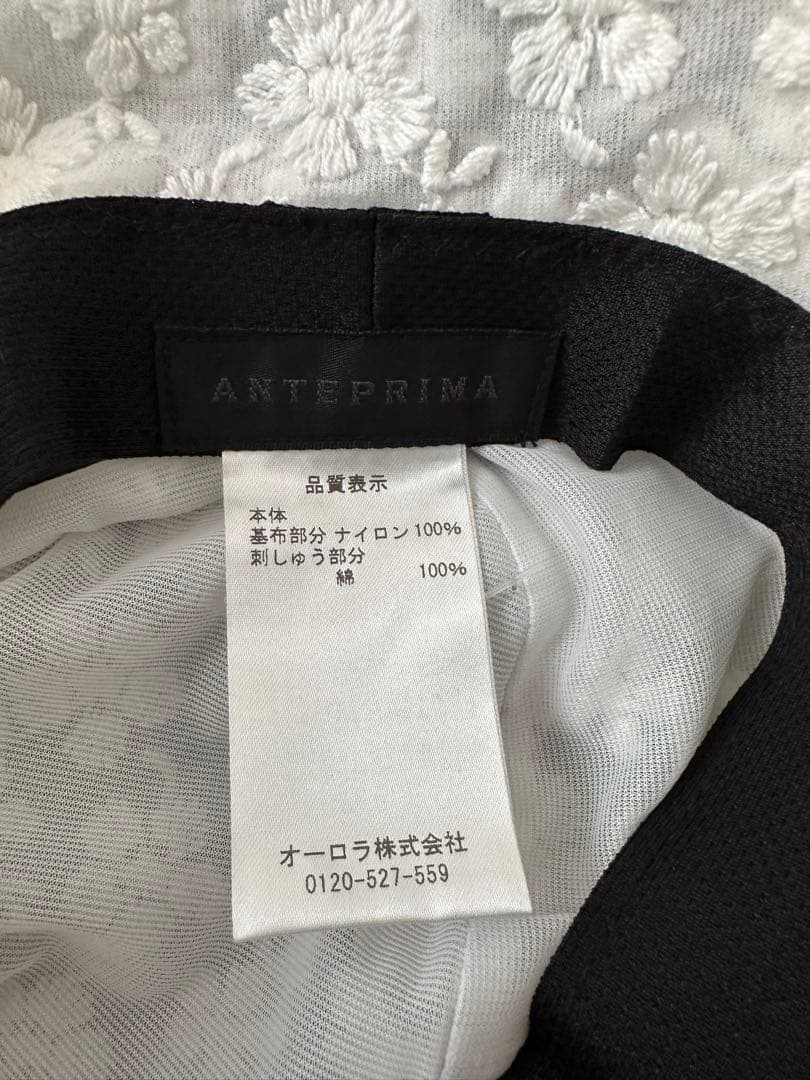 ANTEPRIMA
品質表示
本体
基布部分 ナイロン 100%
刺しゅう部分
綿 100%
オーロラ株式会社
0120-527-559